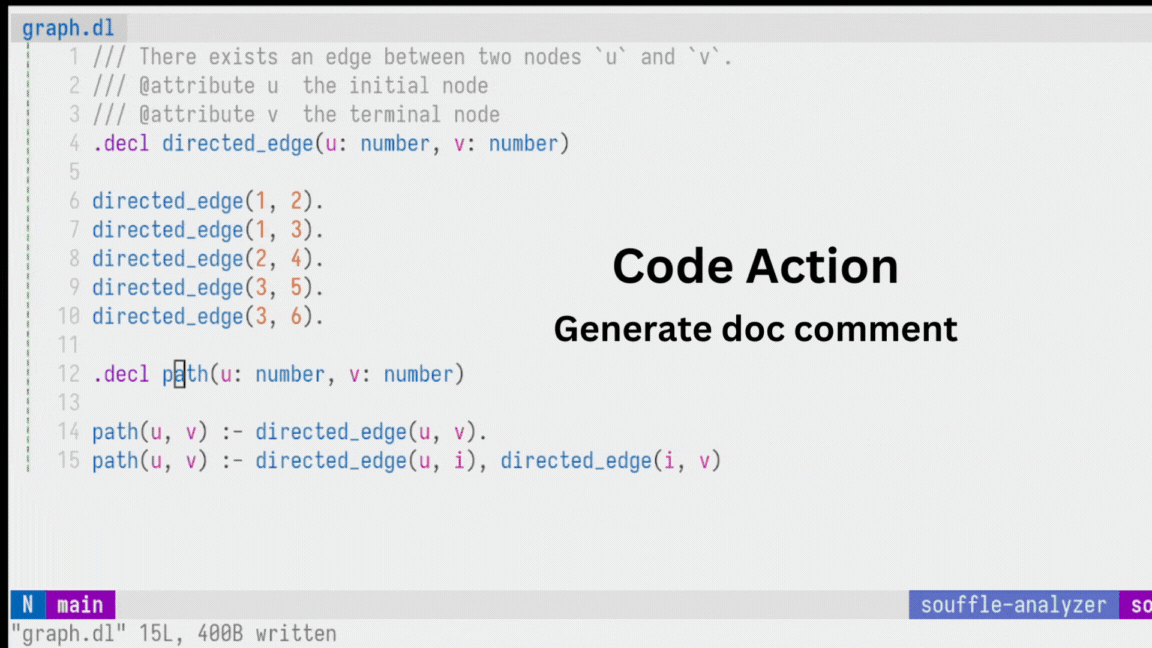 graph.dl
1 /// There exists an edge between two nodes `u` and `v`.
2 /// @attribute u  the initial node
3 /// @attribute v  the terminal node
4 .decl directed_edge(u: number, v: number)
5
6 directed_edge(1, 2).
7 directed_edge(1, 3).
8 directed_edge(2, 4).
9 directed_edge(3, 5).
10 directed_edge(3, 6).
11
12 .decl path(u: number, v: number)
13
14 path(u, v) :- directed_edge(u, v).
15 path(u, v) :- directed_edge(u, i), directed_edge(i, v)
Code Action
Generate doc comment
N main souffle-analyzer so
"graph.dl" 15L, 400B written